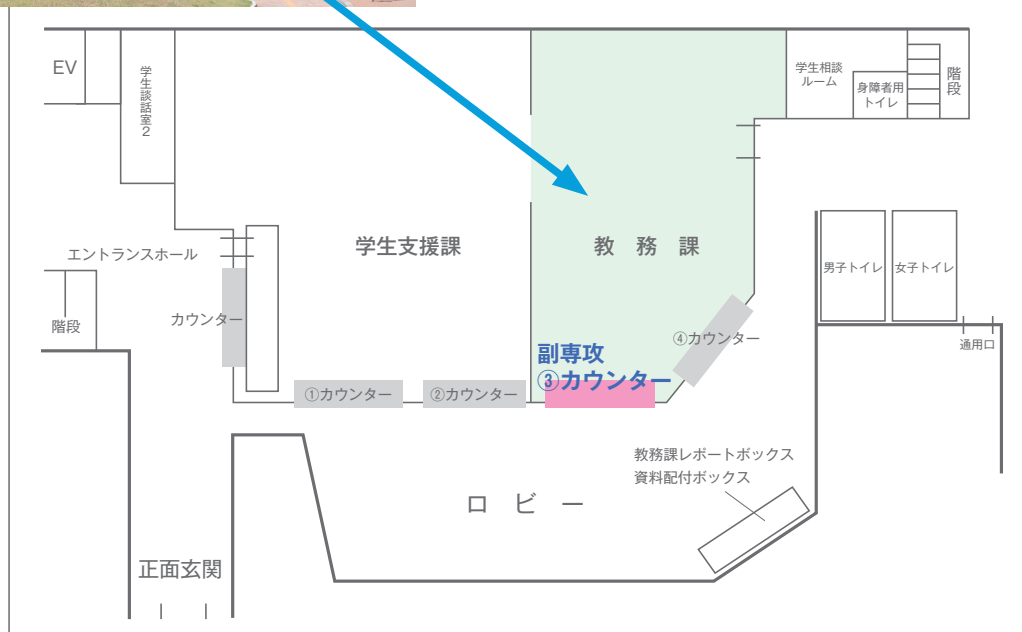 EV
学生談話室2
学生相談
ルーム
身障者用
トイレ
階段
エントランスホール
学生支援課
教　務　課
男子トイレ
女子トイレ
階段
カウンター
④カウンター
通用口
副専攻
③カウンター
①カウンター
②カウンター
教務課レポートボックス
資料配付ボックス
ロ　ビ　ー
正面玄関